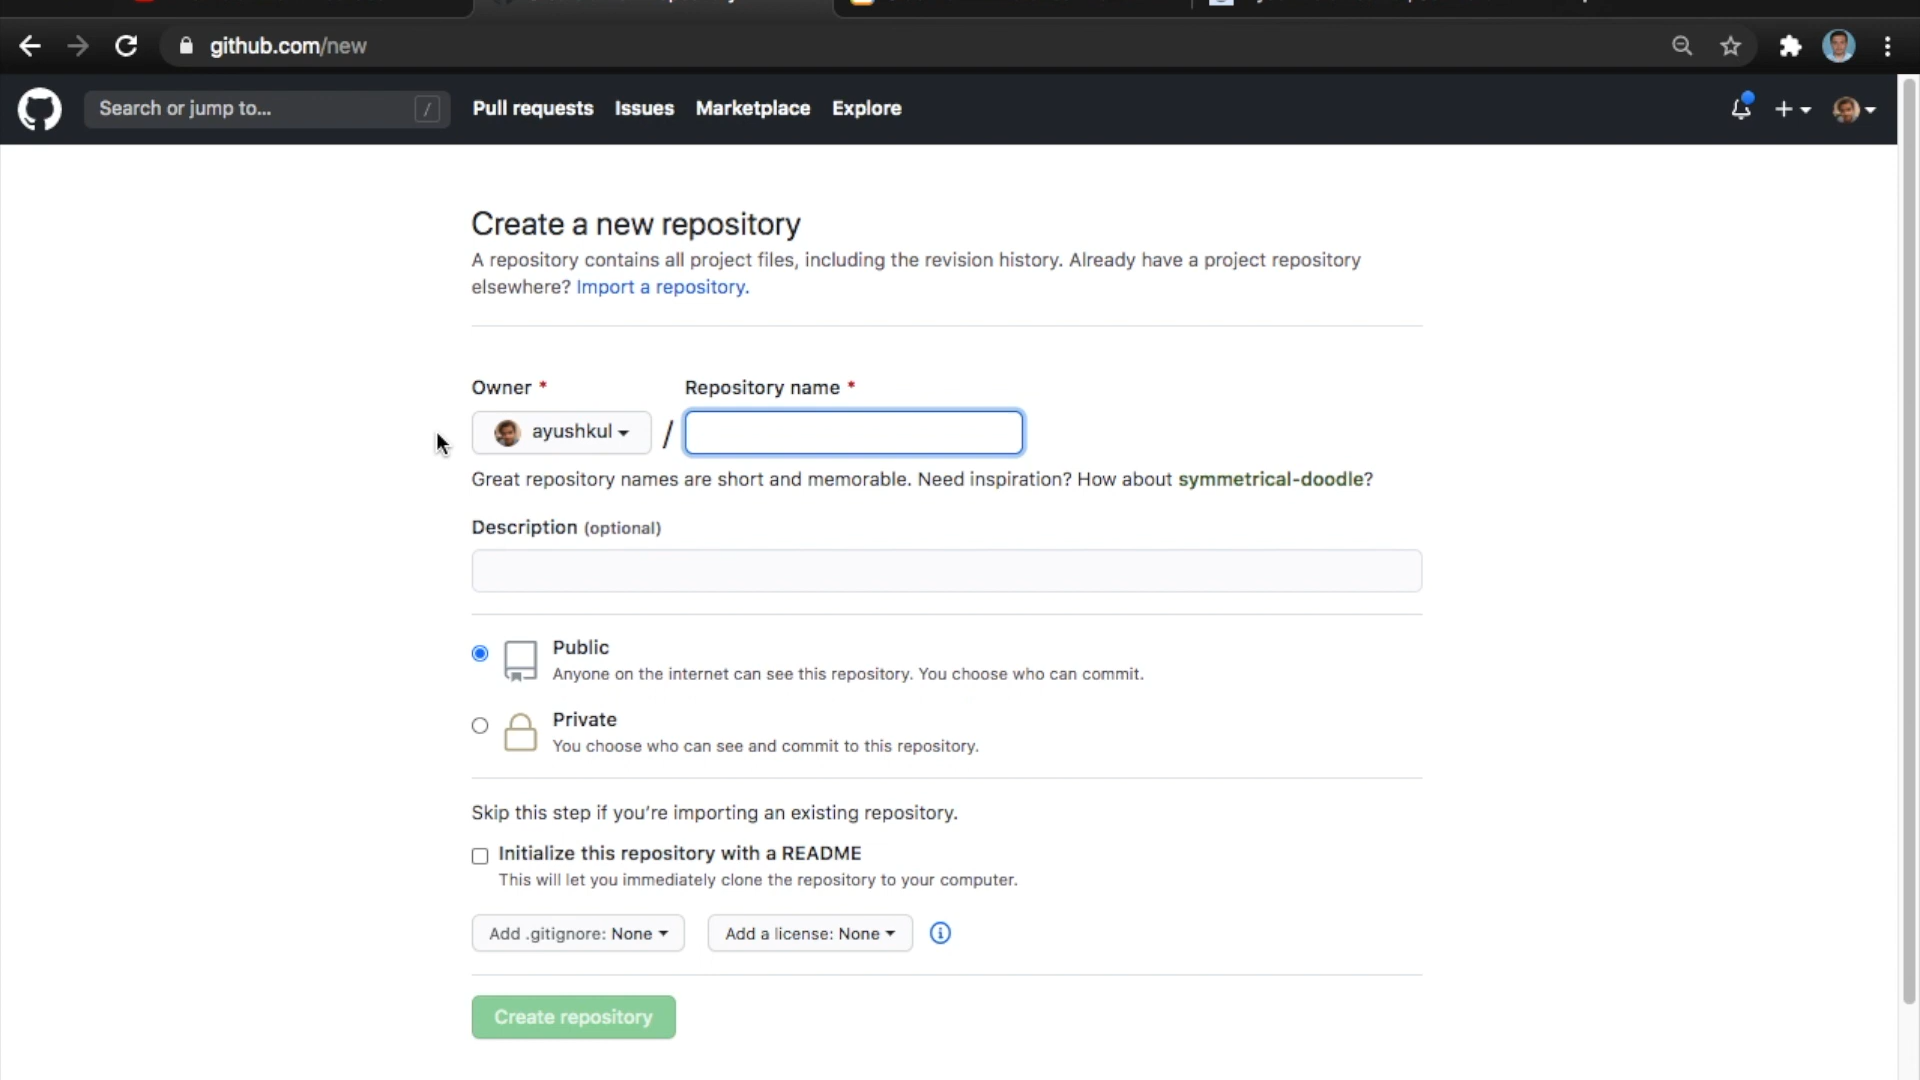 github.com/new
Search or jump to... /
Pull requests Issues Marketplace Explore
Create a new repository
A repository contains all project files, including the revision history. Already have a project repository
elsewhere? Import a repository.
Owner * Repository name *
ayushkul /
Great repository names are short and memorable. Need inspiration? How about symmetrical-doodle?
Description (optional)
Public
Anyone on the internet can see this repository. You choose who can commit.
Private
You choose who can see and commit to this repository.
Skip this step if you're importing an existing repository.
Initialize this repository with a README
This will let you immediately clone the repository to your computer.
Add .gitignore: None Add a license: None
Create repository